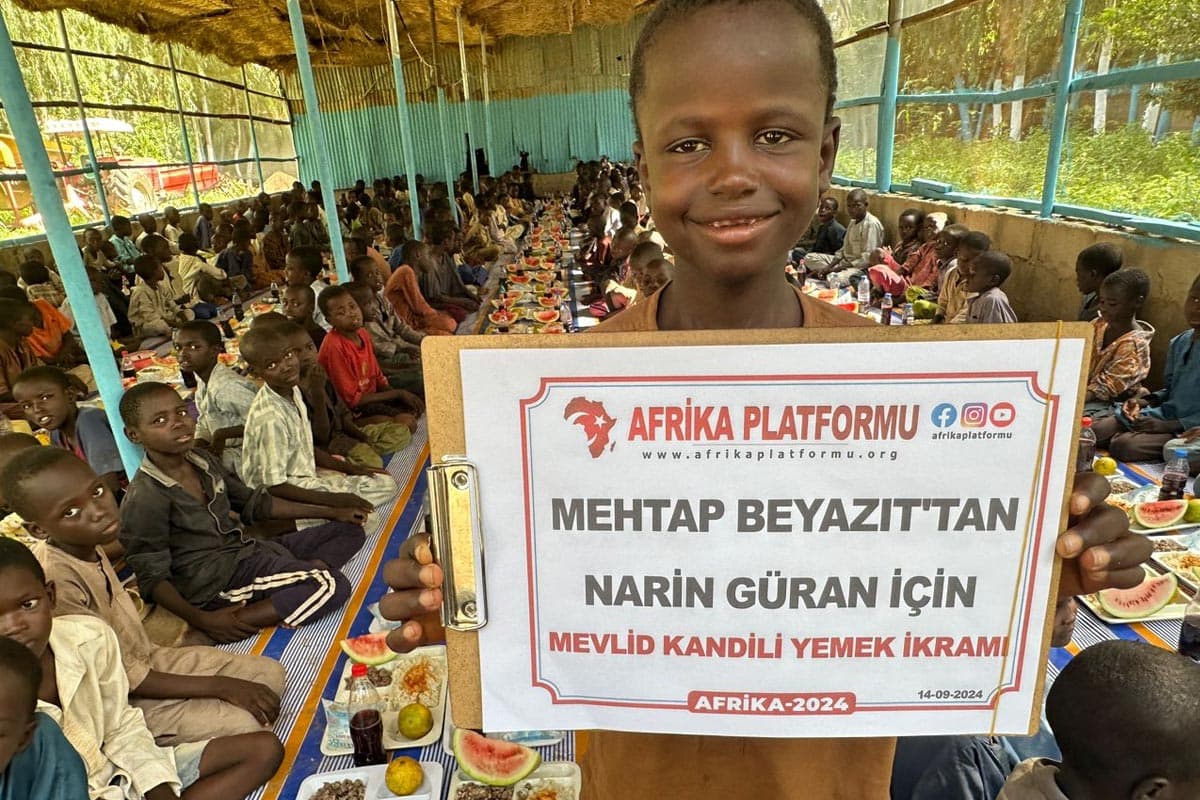 AFRİKA PLATFORMU
www.afrikaplatformu.org
afrikaplatformu
MEHTAP BEYAZIT'TAN
NARİN GÜRAN İÇİN
MEVLİD KANDİLİ YEMEK İKRAMI
AFRİKA-2024
14-09-2024